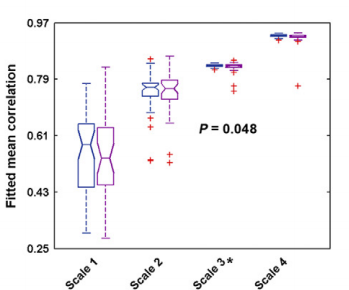 0.97
0.79
0.61
0.43
0.25
Fitted mean correlation
P = 0.048
Scale 1
Scale 2
Scale 3*
Scale 4